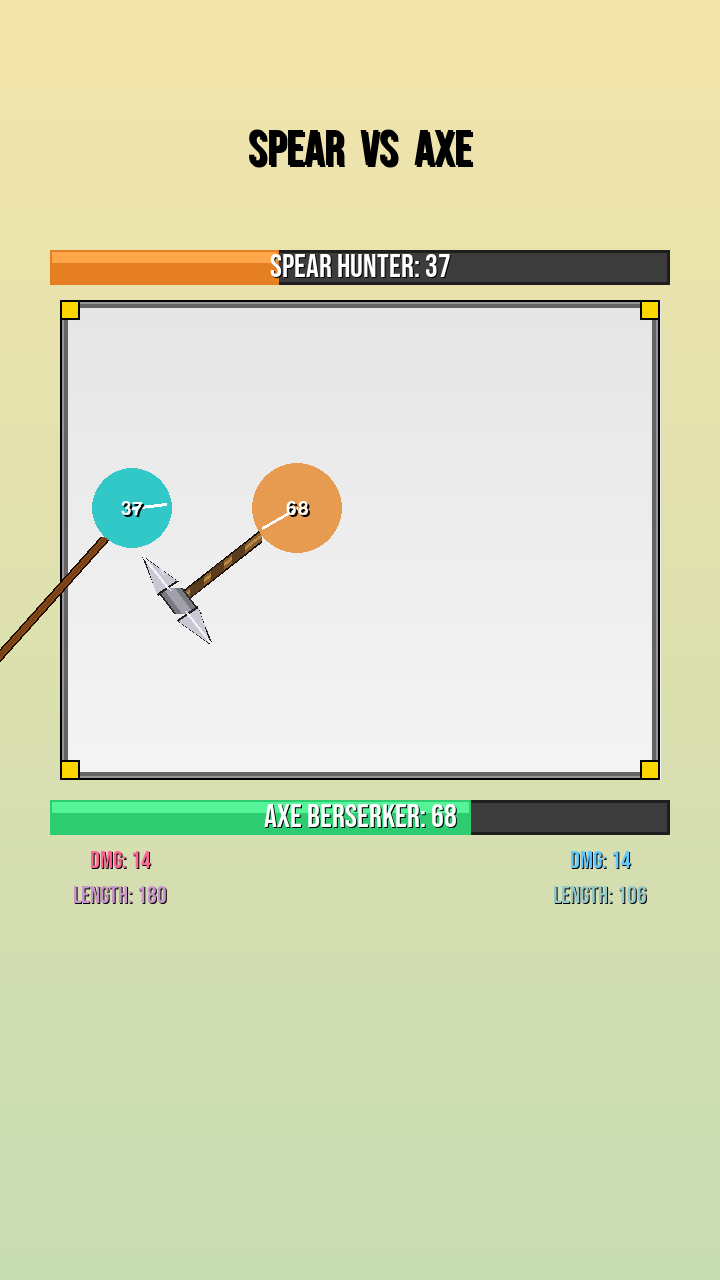 SPEAR VS AXE
SPEAR HUNTER: 37
37
68
AXE BERSERKER: 68
DMG: 14
DMG: 14
LENGTH: 180
LENGTH: 106